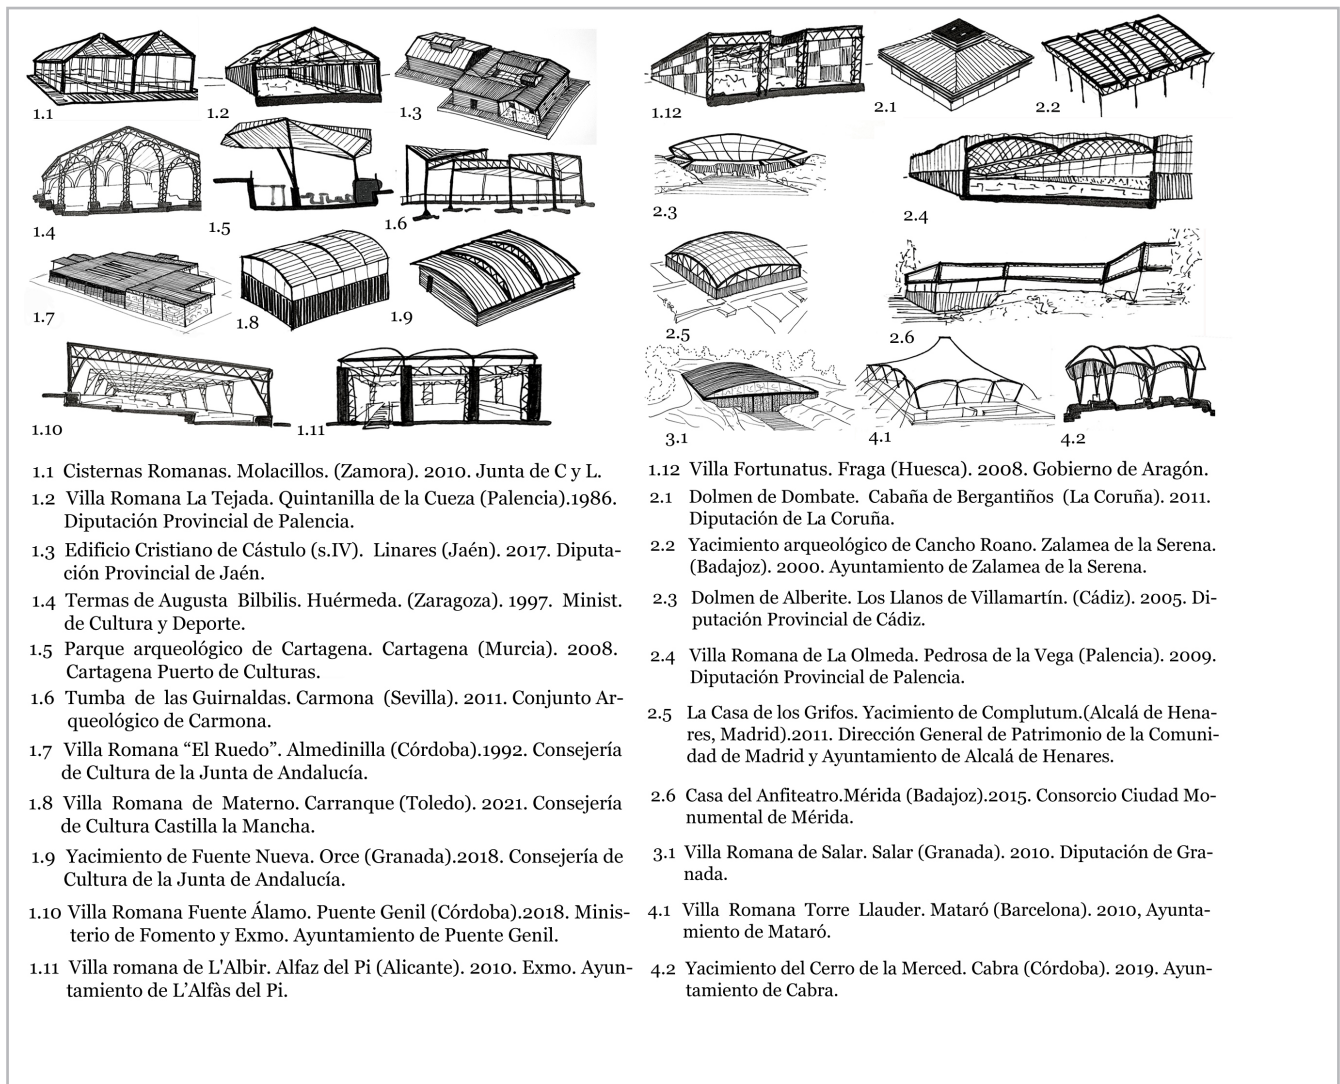 1.1
1.2
1.3
1.4
1.5
1.6
1.7
1.8
1.9
1.10
1.11
1.12
2.1
2.2
2.3
2.4
2.5
2.6
3.1
4.1
4.2
1.1 Cisternas Romanas. Molacillos. (Zamora). 2010. Junta de C y L.
1.2 Villa Romana La Tejada. Quintanilla de la Cueza (Palencia).1986.
Diputación Provincial de Palencia.
1.3 Edificio Cristiano de Cástulo (s.IV). Linares (Jaén). 2017. Diputa-
ción Provincial de Jaén.
1.4 Termas de Augusta Bilbilis. Huérmeda. (Zaragoza). 1997. Minist.
de Cultura y Deporte.
1.5 Parque arqueológico de Cartagena. Cartagena (Murcia). 2008.
Cartagena Puerto de Culturas.
1.6 Tumba de las Guirnaldas. Carmona (Sevilla). 2011. Conjunto Ar-
queológico de Carmona.
1.7 Villa Romana “El Ruedo”. Almedinilla (Córdoba).1992. Consejería
de Cultura de la Junta de Andalucía.
1.8 Villa Romana de Materno. Carranque (Toledo). 2021. Consejería
de Cultura Castilla la Mancha.
1.9 Yacimiento de Fuente Nueva. Orce (Granada).2018. Consejería de
Cultura de la Junta de Andalucía.
1.10 Villa Romana Fuente Álamo. Puente Genil (Córdoba).2018. Minis-
terio de Fomento y Exmo. Ayuntamiento de Puente Genil.
1.11 Villa romana de L'Albir. Alfaz del Pi (Alicante). 2010. Exmo. Ayun-
tamiento de L’Alfàs del Pi.
1.12 Villa Fortunatus. Fraga (Huesca). 2008. Gobierno de Aragón.
2.1 Dolmen de Dombate. Cabaña de Bergantiños (La Coruña). 2011.
Diputación de La Coruña.
2.2 Yacimiento arqueológico de Cancho Roano. Zalamea de la Serena.
(Badajoz). 2000. Ayuntamiento de Zalamea de la Serena.
2.3 Dolmen de Alberite. Los Llanos de Villamartín. (Cádiz). 2005. Di-
putación Provincial de Cádiz.
2.4 Villa Romana de La Olmeda. Pedrosa de la Vega (Palencia). 2009.
Diputación Provincial de Palencia.
2.5 La Casa de los Grifos. Yacimiento de Complutum.(Alcalá de Hena-
res, Madrid).2011. Dirección General de Patrimonio de la Comuni-
dad de Madrid y Ayuntamiento de Alcalá de Henares.
2.6 Casa del Anfiteatro.Mérida (Badajoz).2015. Consorcio Ciudad Mo-
numental de Mérida.
3.1 Villa Romana de Salar. Salar (Granada). 2010. Diputación de Gra-
nada.
4.1 Villa Romana Torre Llauder. Mataró (Barcelona). 2010, Ayunta-
miento de Mataró.
4.2 Yacimiento del Cerro de la Merced. Cabra (Córdoba). 2019. Ayun-
tamiento de Cabra.